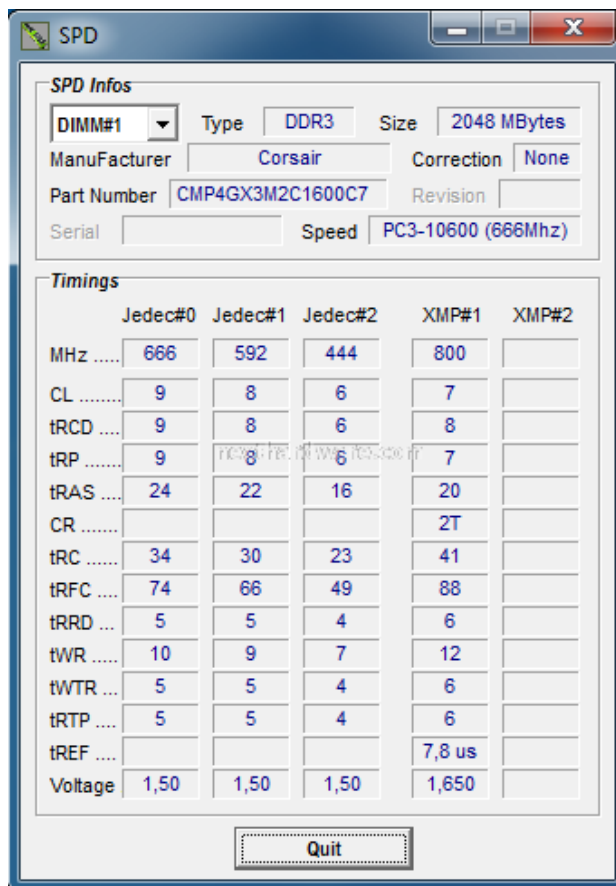 SPD
SPD Infos
DIMM#1 Type DDR3 Size 2048 MBytes
ManuFacturer Corsair Correction None
Part Number CMP4GX3M2C1600C7 Revision
Serial Speed PC3-10600 (666Mhz)
Timings
Jedec#0 Jedec#1 Jedec#2 XMP#1 XMP#2
MHz ..... 666 592 444 800
CL ........ 9 8 6 7
tRCD .... 9 8 6 8
tRP ....... 9 8 6 7
tRAS .... 24 22 16 20
CR ....... 2T
tRC ...... 34 30 23 41
tRFC .... 74 66 49 88
tRRD ... 5 5 4 6
tWR ..... 10 9 7 12
tWTR ... 5 5 4 6
tRTP .... 5 5 4 6
tREF .... 7,8 us
Voltage 1,50 1,50 1,50 1,650
Quit